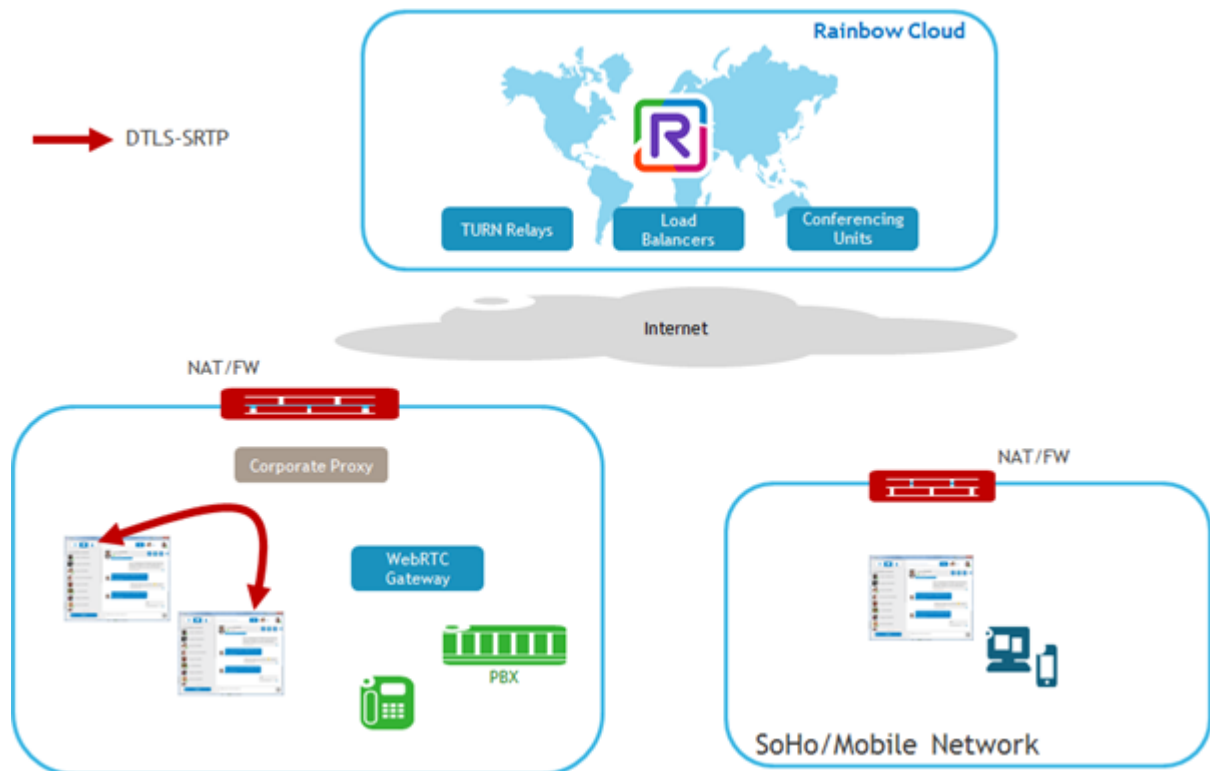 Rainbow Cloud
DTLS-SRTP
R
TURN Relays
Load
Balancers
Conferencing
Units
Internet
NAT/FW
Corporate Proxy
NAT/FW
WebRTC
Gateway
PBX
SoHo/Mobile Network